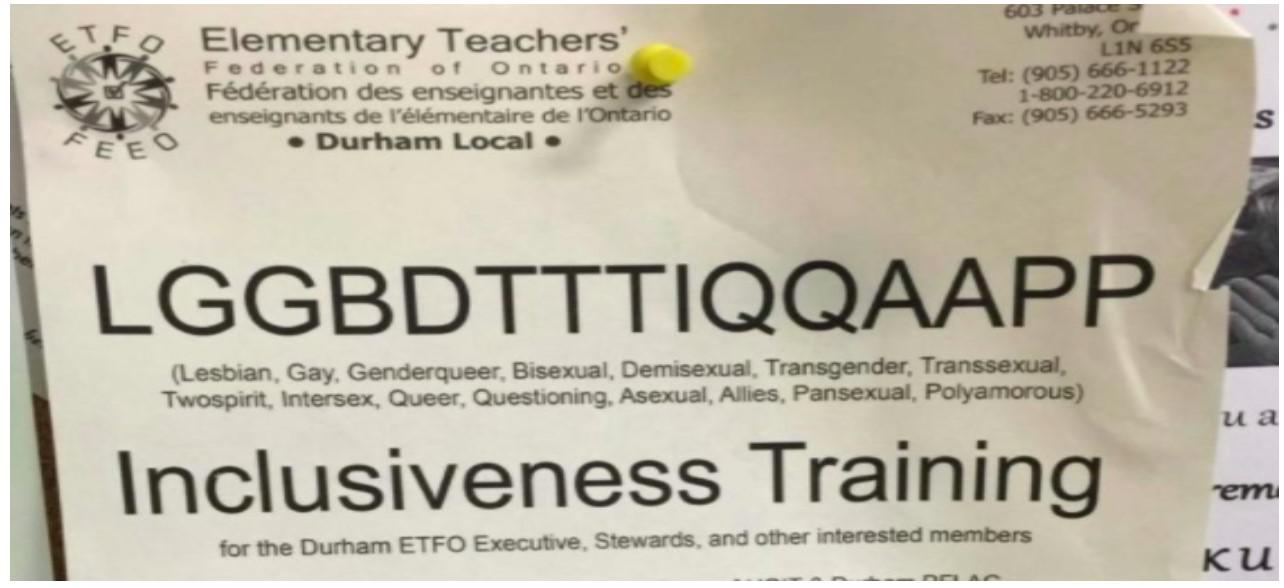 ETFO
FEEO
Elementary Teachers'
Federation of Ontario
Fédération des enseignantes et des
enseignants de l'élémentaire de l'Ontario
• Durham Local •
603 Palace
Whitby,
L1N 6S5
Tel: (905) 666-1122
1-800-220-6912
Fax: (905) 666-5293
LGGBDTTTIQQAAPP
(Lesbian, Gay, Genderqueer, Bisexual, Demisexual, Transgender, Transsexual,
Twospirit, Intersex, Queer, Questioning, Asexual, Allies, Pansexual, Polyamorous)
Inclusiveness Training
for the Durham ETFO Executive, Stewards, and other interested members